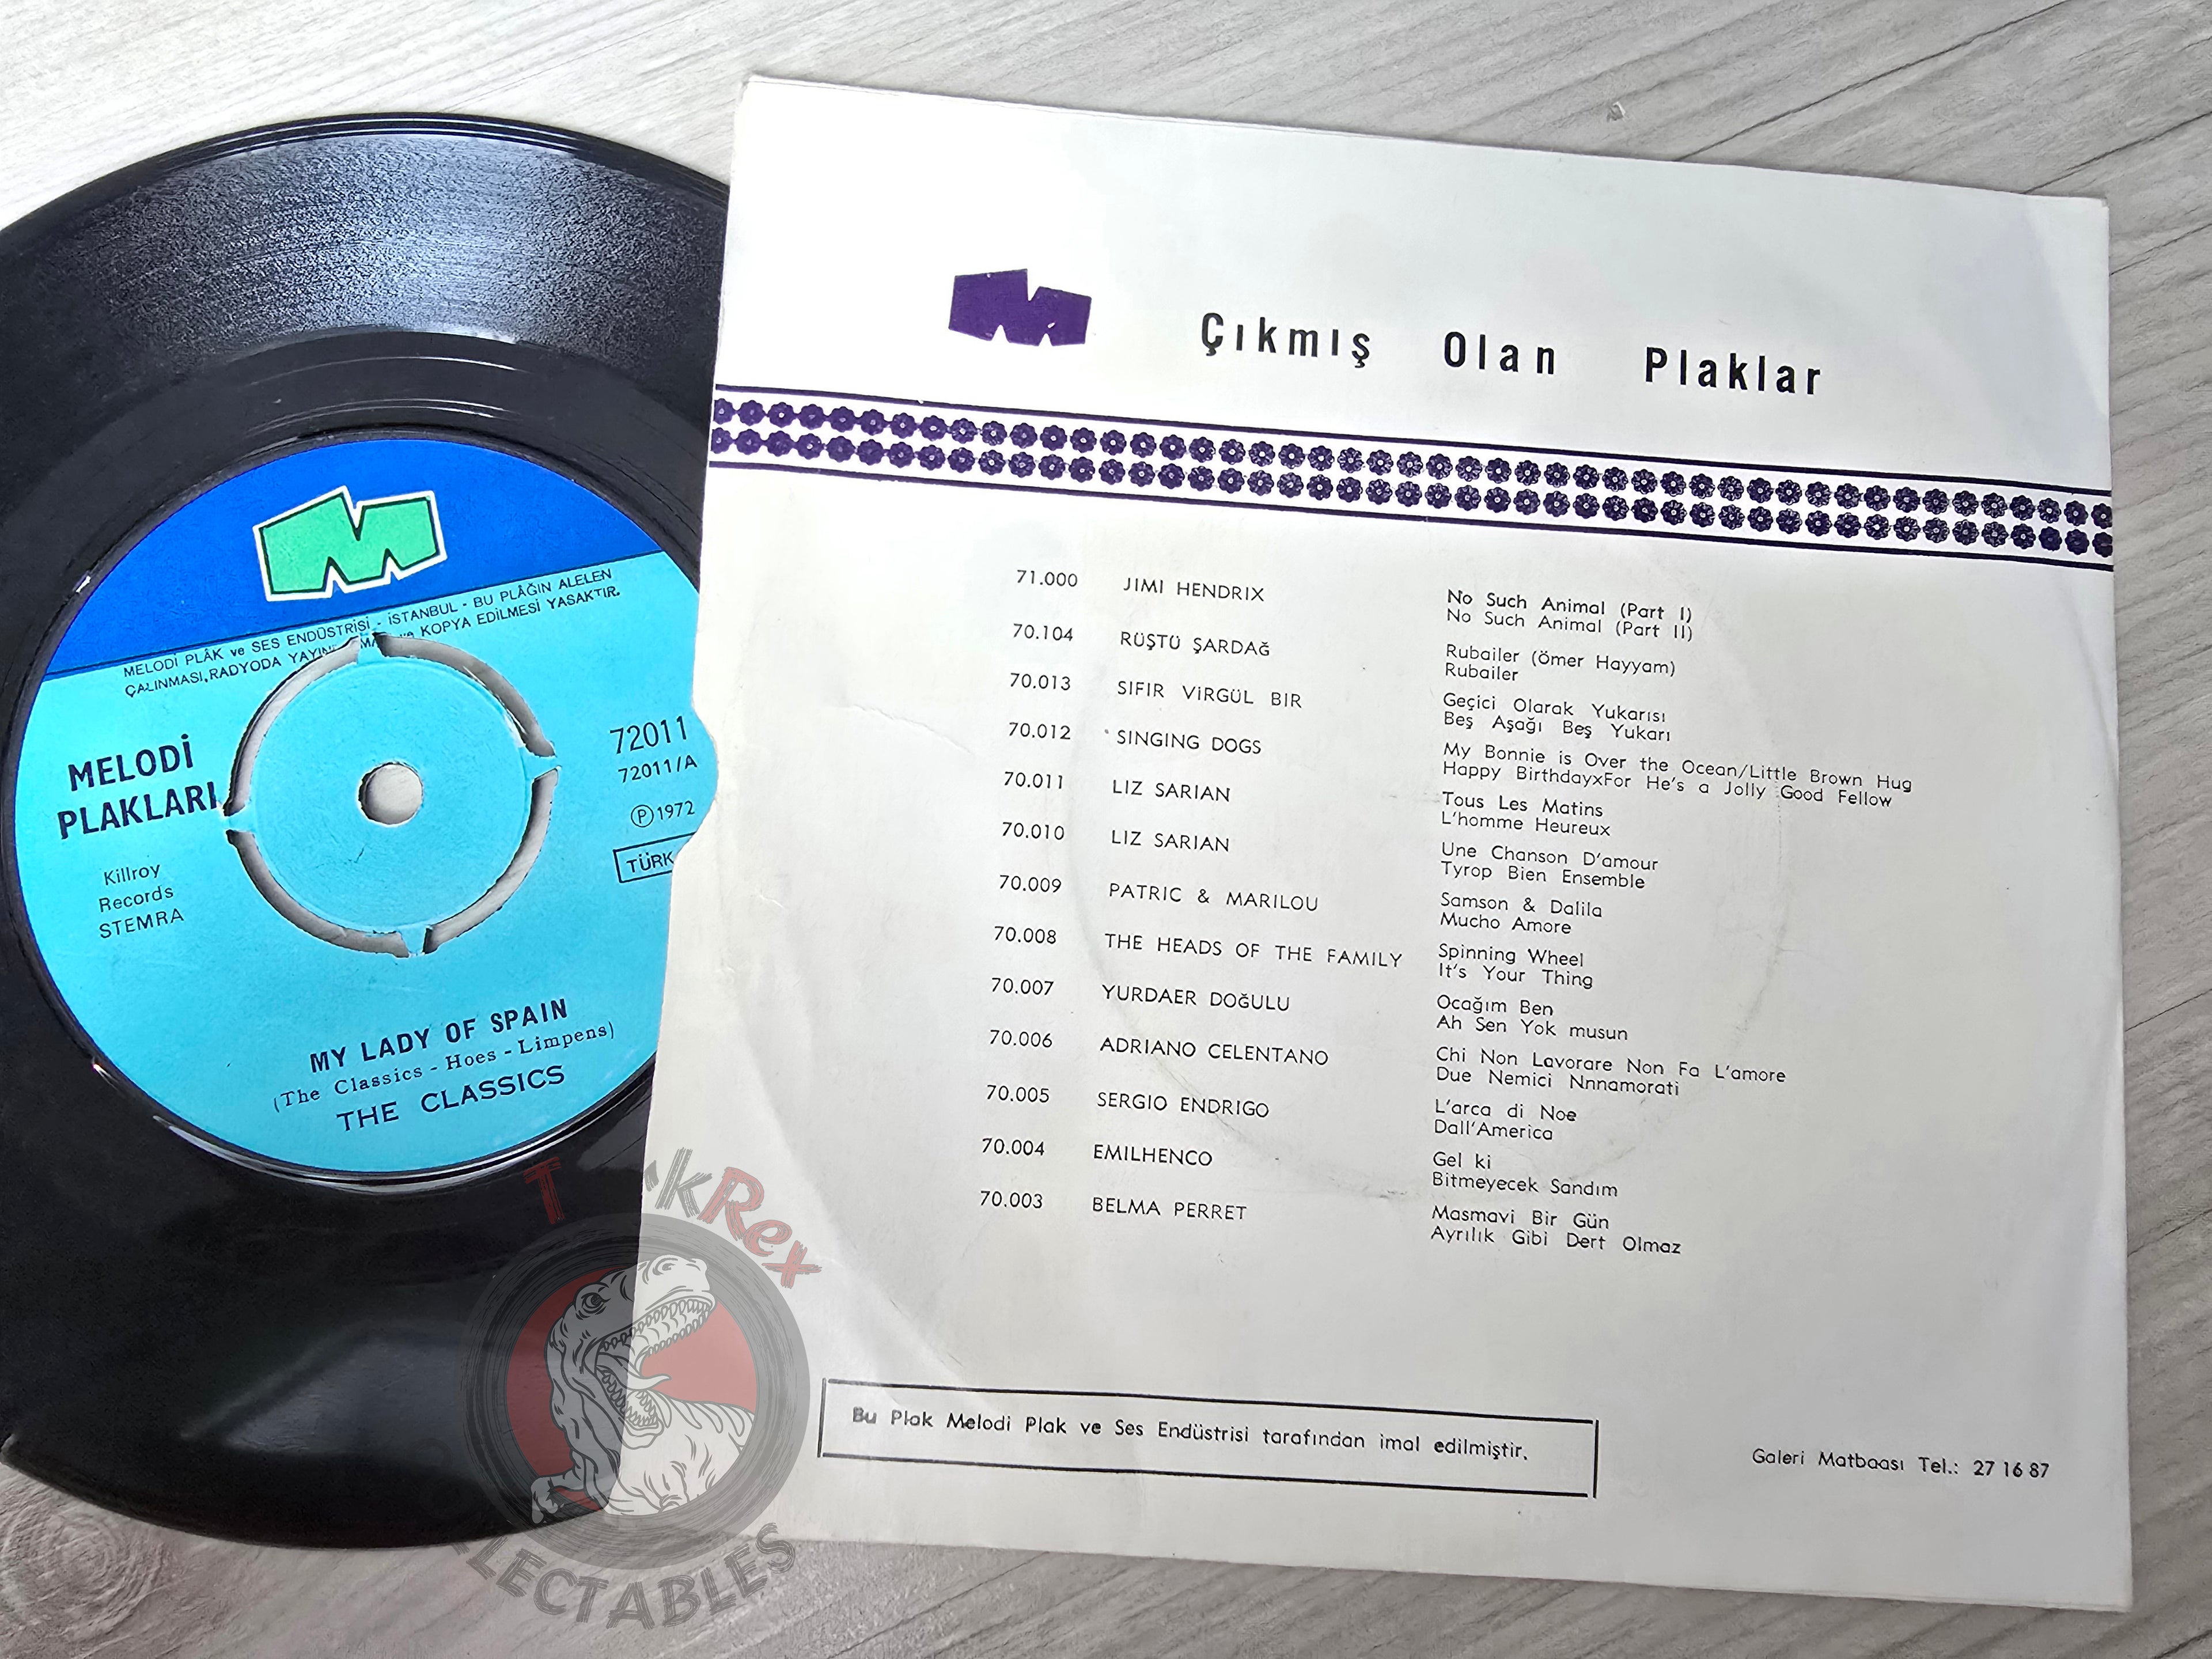 MELODİ PLÂK ve SES ENDÜSTRİSİ - İSTANBUL - BU PLÂĞIN ALELEN
ÇALINMASI, RADYODA KOPYA EDİLMESİ YASAKTIR.
MELODİ
PLAKLARI
72011
72011/A
Ⓟ 1972
TÜRK
Killroy
Records
STEMRA
MY LADY OF SPAIN
(The Classics - Hoes - Limpens)
THE CLASSICS
Çıkmış Olan Plaklar
71.000 JIMI HENDRIX No Such Animal (Part I)
No Such Animal (Part II)
70.104 RÜŞTÜ ŞARDAĞ Rubailer (Ömer Hayyam)
Rubailer
70.013 SIFIR VİRGÜL BIR Geçici Olarak Yukarısı
Beş Aşağı Beş Yukarı
70.012 SINGING DOGS My Bonnie is Over the Ocean/Little Brown Hug
Happy BirthdayxFor He's a Jolly Good Fellow
70.011 LIZ SARIAN Tous Les Matins
L'homme Heureux
70.010 LIZ SARIAN Une Chanson D'amour
Tyrop Bien Ensemble
70.009 PATRIC & MARILOU Samson & Dalila
Mucho Amore
70.008 THE HEADS OF THE FAMILY Spinning Wheel
It's Your Thing
70.007 YURDAER DOĞULU Ocağım Ben
Ah Sen Yok musun
70.006 ADRIANO CELENTANO Chi Non Lavorare Non Fa L'amore
Due Nemici Nnnamorati
70.005 SERGIO ENDRIGO L'arca di Noe
Dall'America
70.004 EMILHENCO Gel ki
Bitmeyecek Sandım
70.003 BELMA PERRET Masmavi Bir Gün
Ayrılık Gibi Dert Olmaz
Bu Plak Melodi Plak ve Ses Endüstrisi tarafından imal edilmiştir.
Galeri Matbaası Tel.: 27 16 87